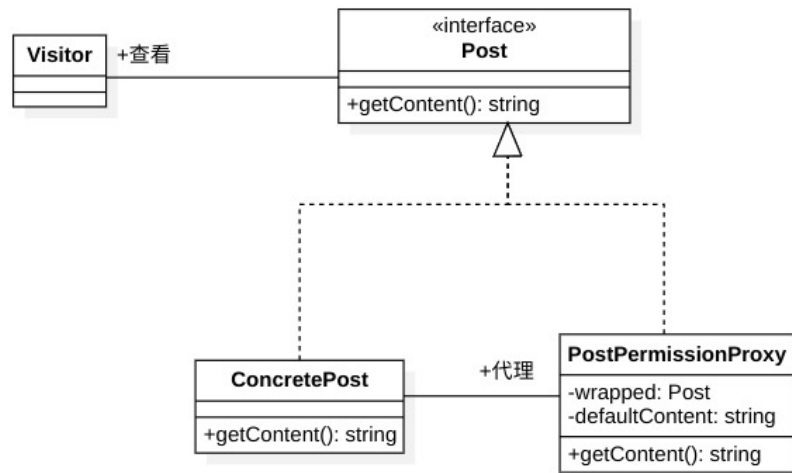 «interface»
Post
Visitor
+查看
+getContent(): string
ConcretePost
+getContent(): string
+代理
PostPermissionProxy
-wrapped: Post
-defaultContent: string
+getContent(): string